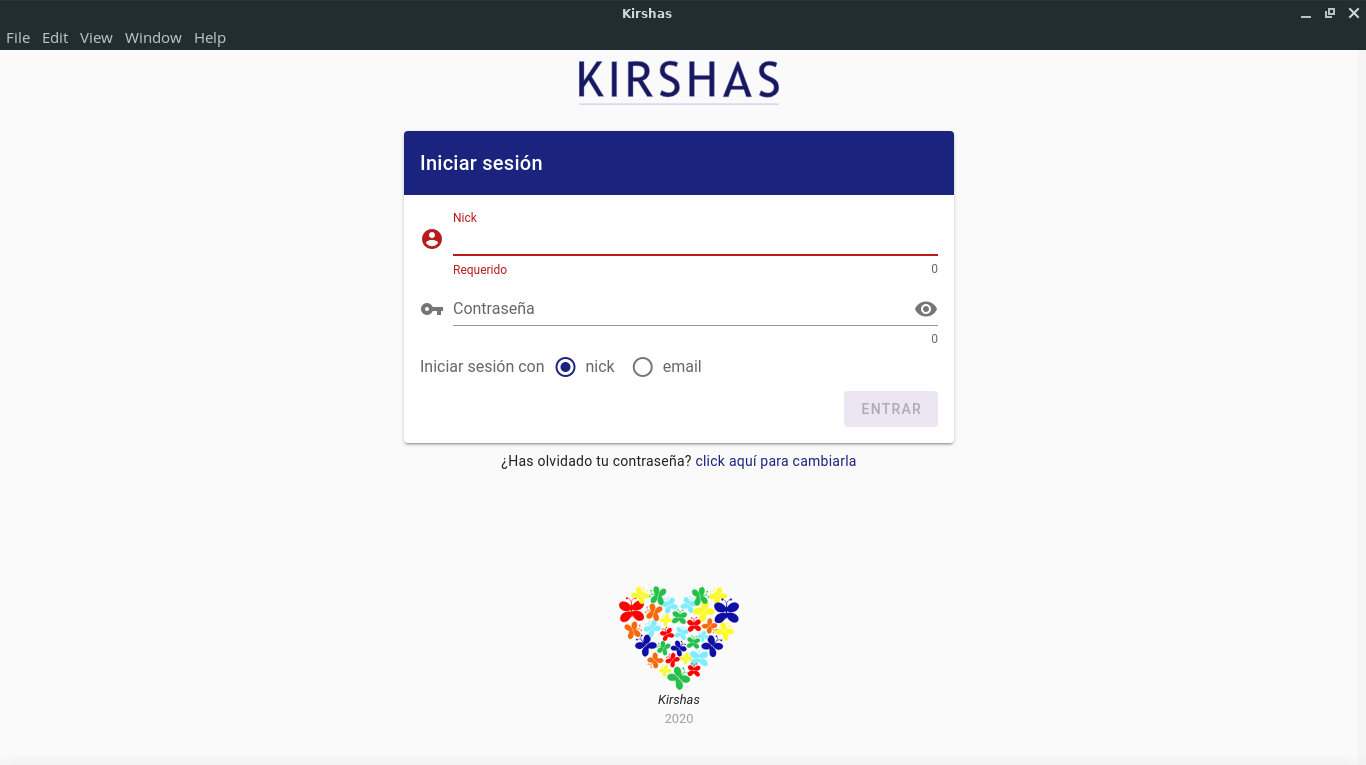 Kirshas
File Edit View Window Help
KIRSHAS
Iniciar sesión
Nick
Requerido 0
Contraseña
0
Iniciar sesión con nick email
ENTRAR
¿Has olvidado tu contraseña? click aquí para cambiarla
Kirshas
2020